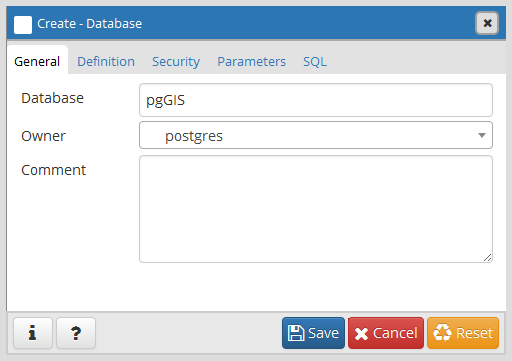 Create - Database
General Definition Security Parameters SQL
Database pgGIS
Owner postgres
Comment
i ? Save Cancel Reset